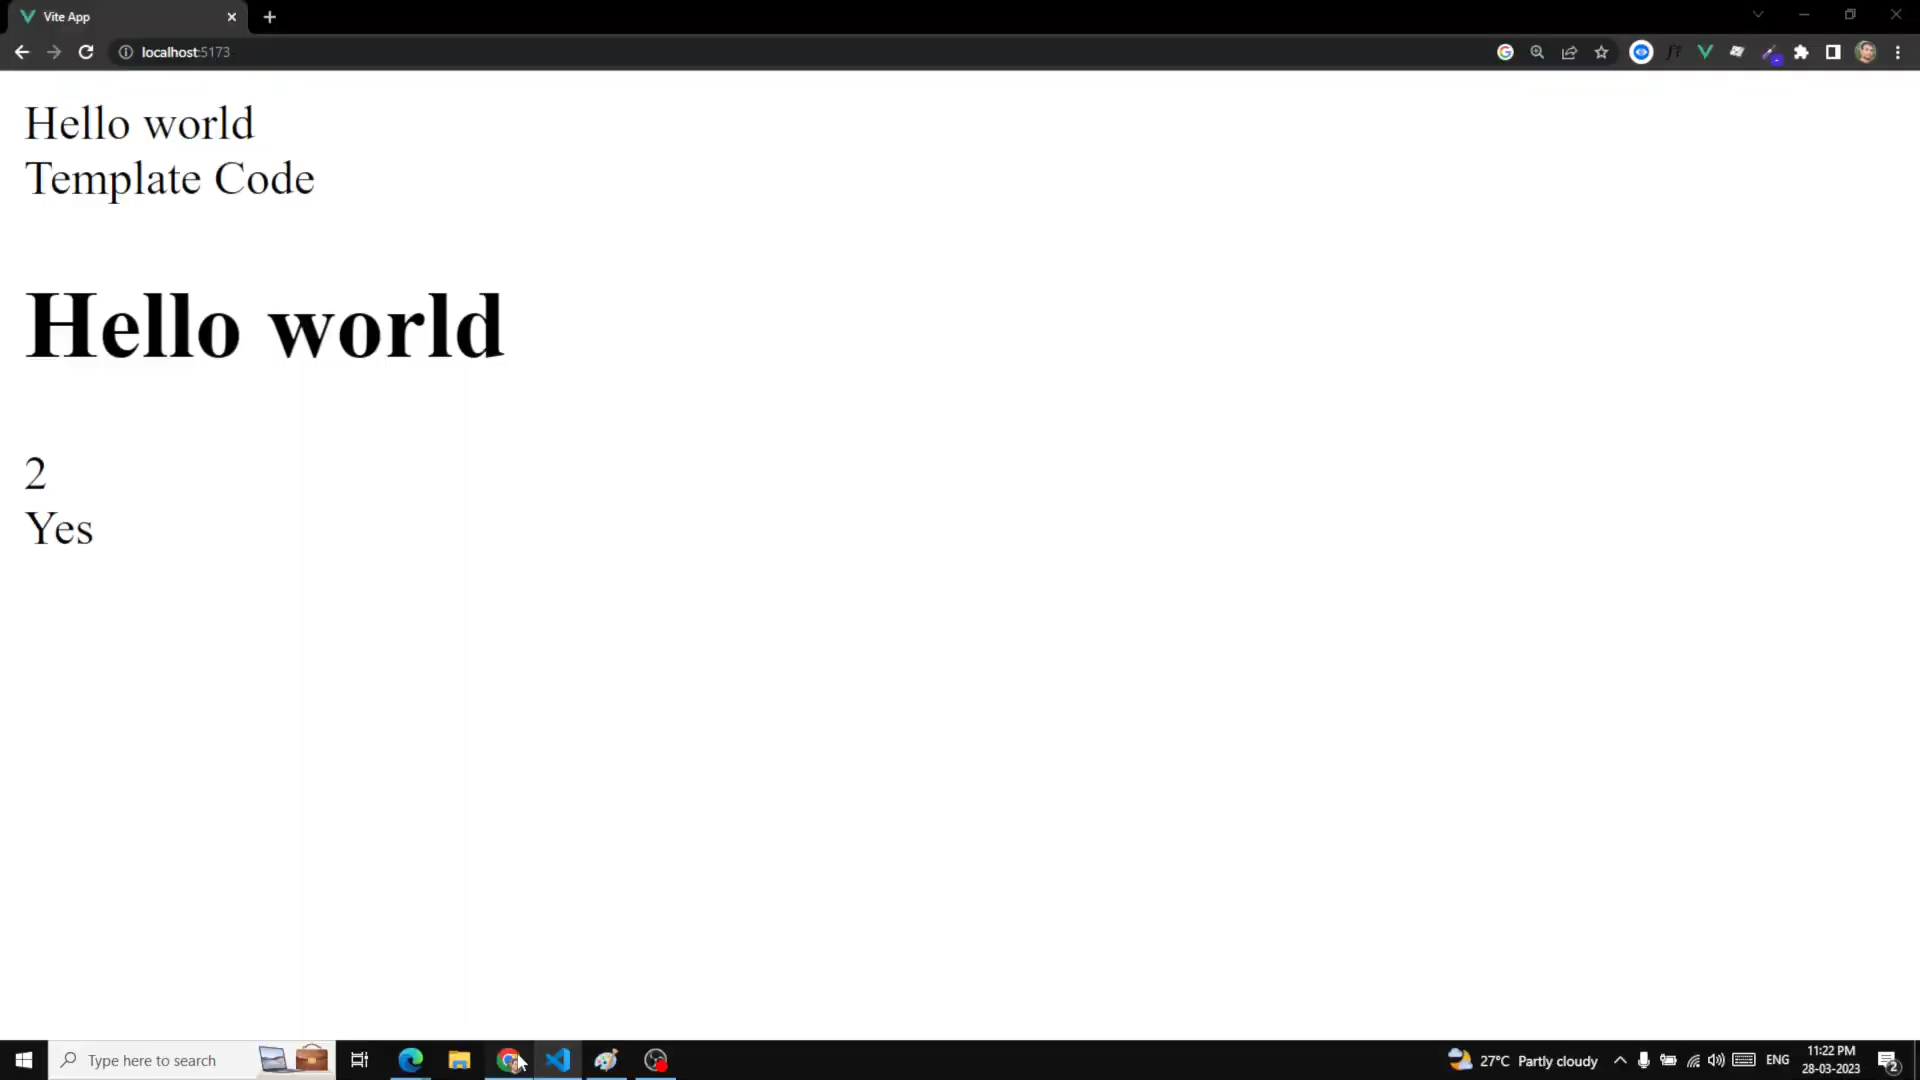 Vite App
localhost:5173
Hello world
Template Code
Hello world
2
Yes
Type here to search
27°C Partly cloudy
ENG
11:22 PM
28-03-2023
2